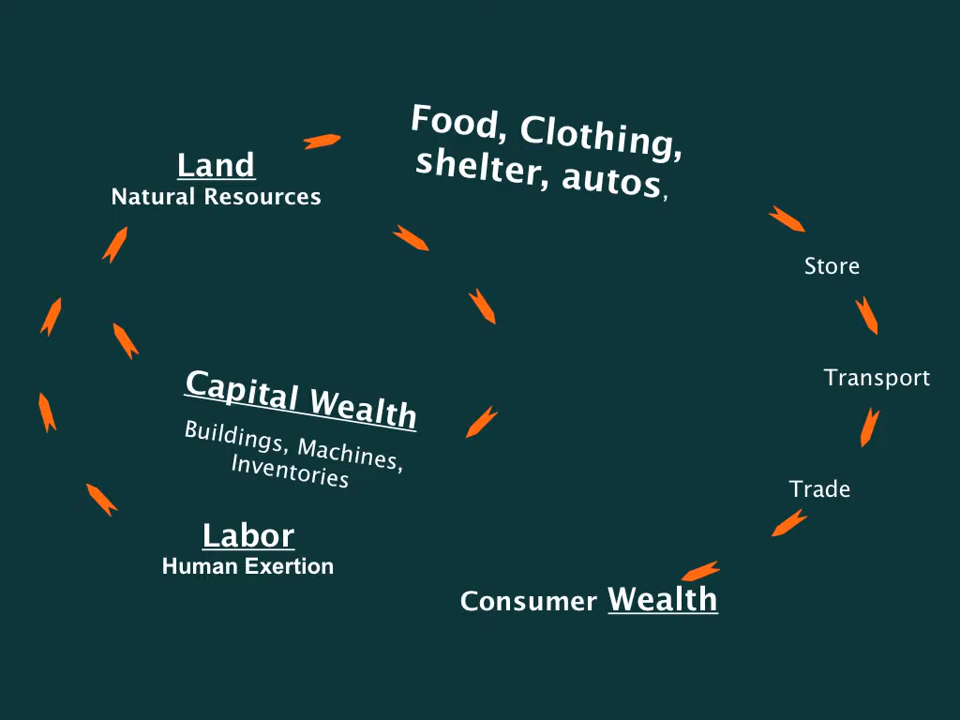 Food, Clothing,
shelter, autos,
Land
Natural Resources
Store
Transport
Capital Wealth
Buildings, Machines,
Inventories
Trade
Labor
Human Exertion
Consumer Wealth